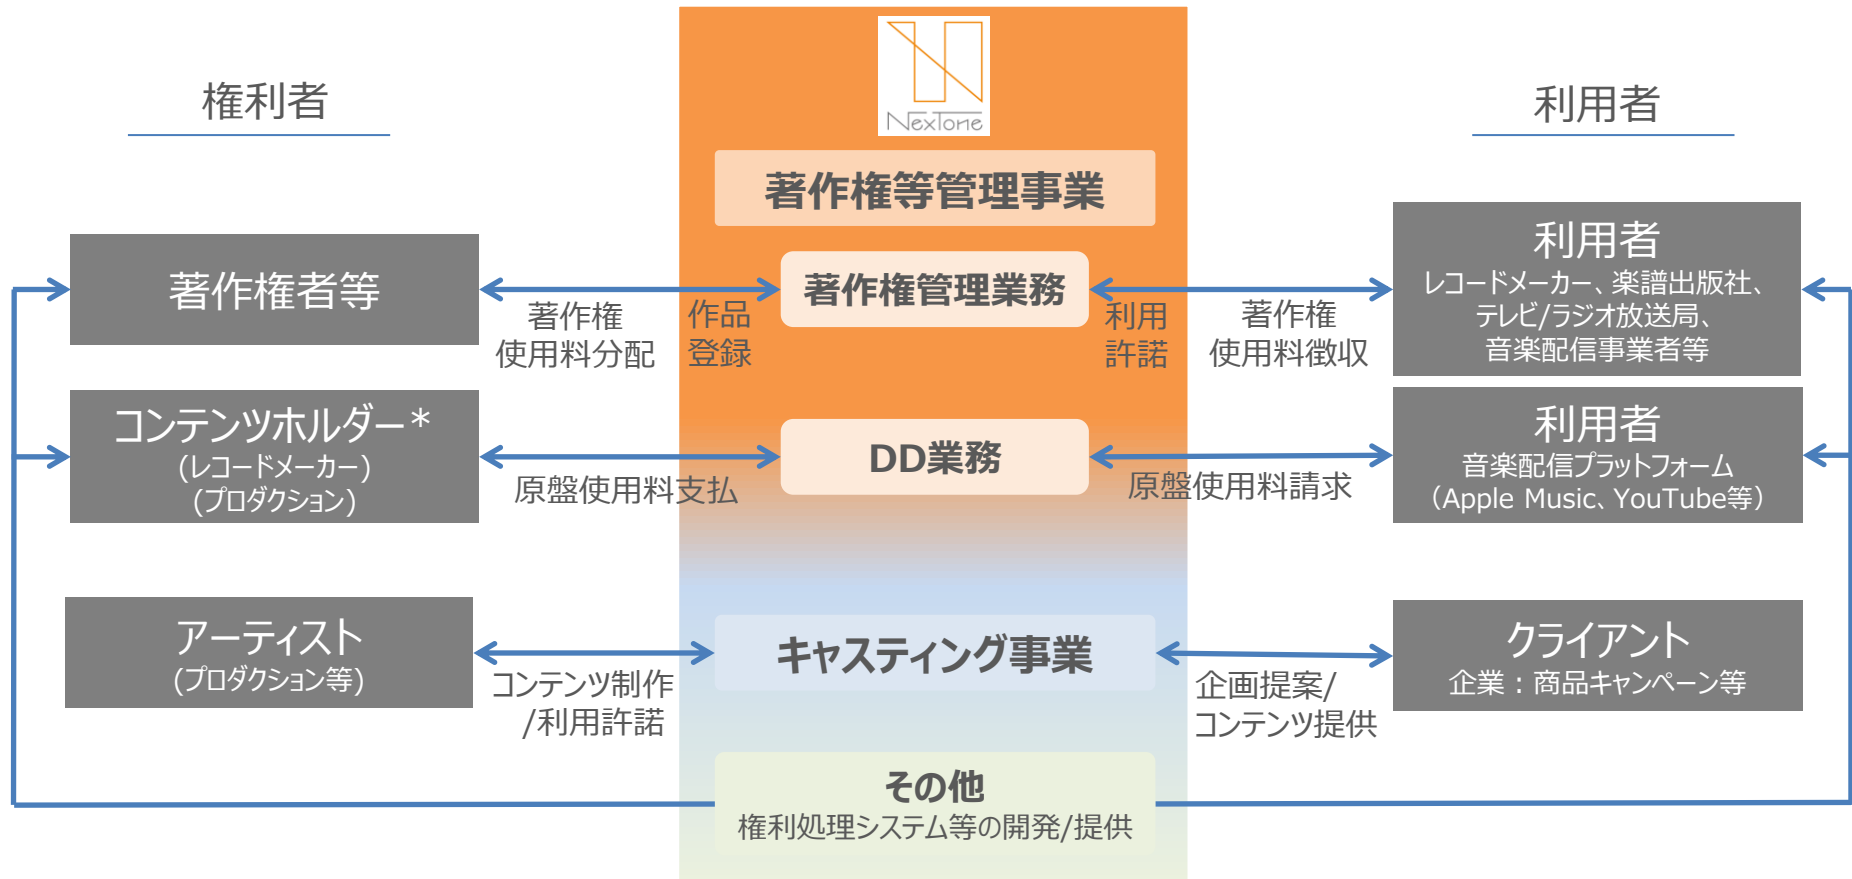 NexTone
権利者
利用者
著作権等管理事業
著作権者等
著作権
使用料分配
作品
登録
著作権管理業務
利用
許諾
著作権
使用料徴収
利用者
レコードメーカー、楽譜出版社、
テレビ/ラジオ放送局、
音楽配信事業者等
コンテンツホルダー*
(レコードメーカー)
(プロダクション)
原盤使用料支払
DD業務
原盤使用料請求
利用者
音楽配信プラットフォーム
（Apple Music、YouTube等）
アーティスト
(プロダクション等)
コンテンツ制作
/利用許諾
キャスティング事業
企画提案/
コンテンツ提供
クライアント
企業：商品キャンペーン等
その他
権利処理システム等の開発/提供